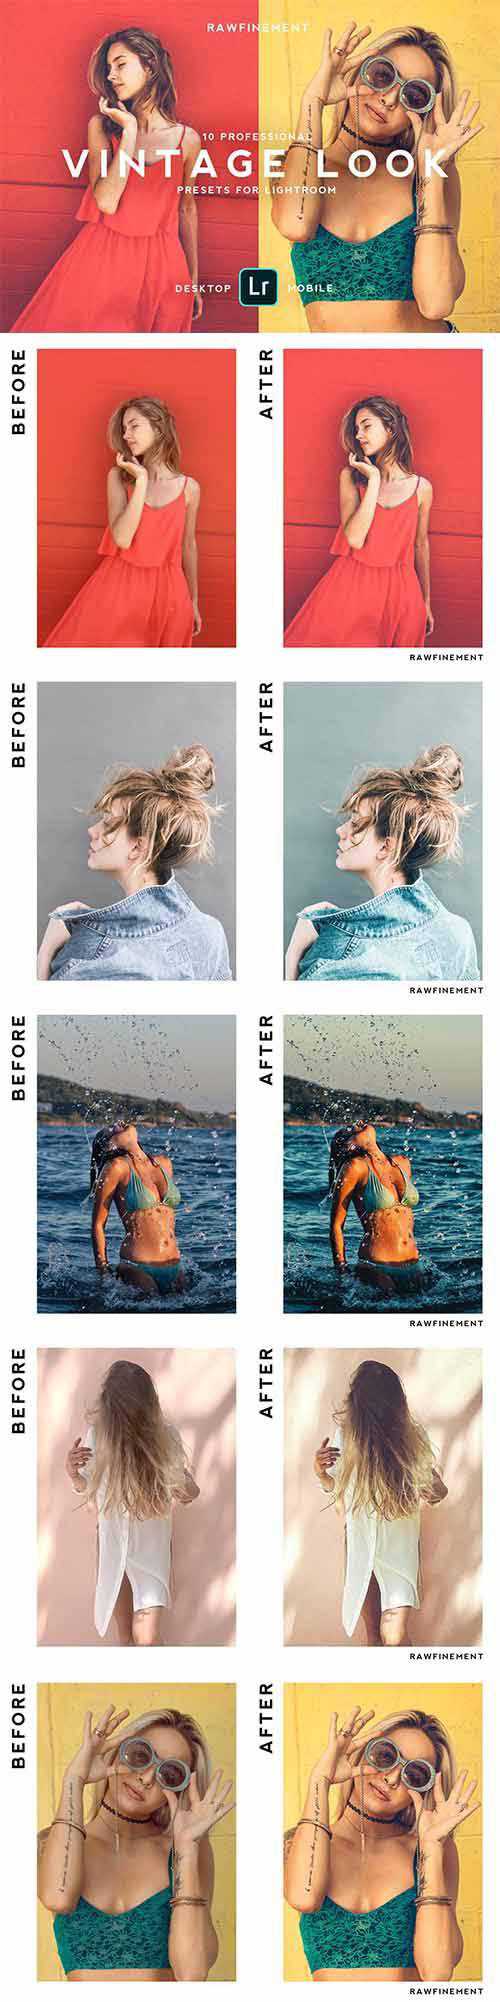 RAWFINEMENT
10 PROFESSIONAL
VINTAGE LOOK
PRESETS FOR LIGHTROOM
DESKTOP Lr MOBILE
BEFORE
AFTER
RAWFINEMENT
BEFORE
AFTER
RAWFINEMENT
BEFORE
AFTER
RAWFINEMENT
BEFORE
AFTER
RAWFINEMENT
BEFORE
AFTER
RAWFINEMENT